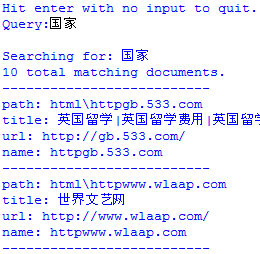 Hit enter with no input to quit.
Query:国家
Searching for: 国家
10 total matching documents.
--------------------------
path: html\httpgb.533.com
title: 英国留学|英国留学费用|英国留学
url: http://gb.533.com/
name: httpgb.533.com
--------------------------
path: html\httpwww.wlaap.com
title: 世界文艺网
url: http://www.wlaap.com/
name: httpwww.wlaap.com
--------------------------